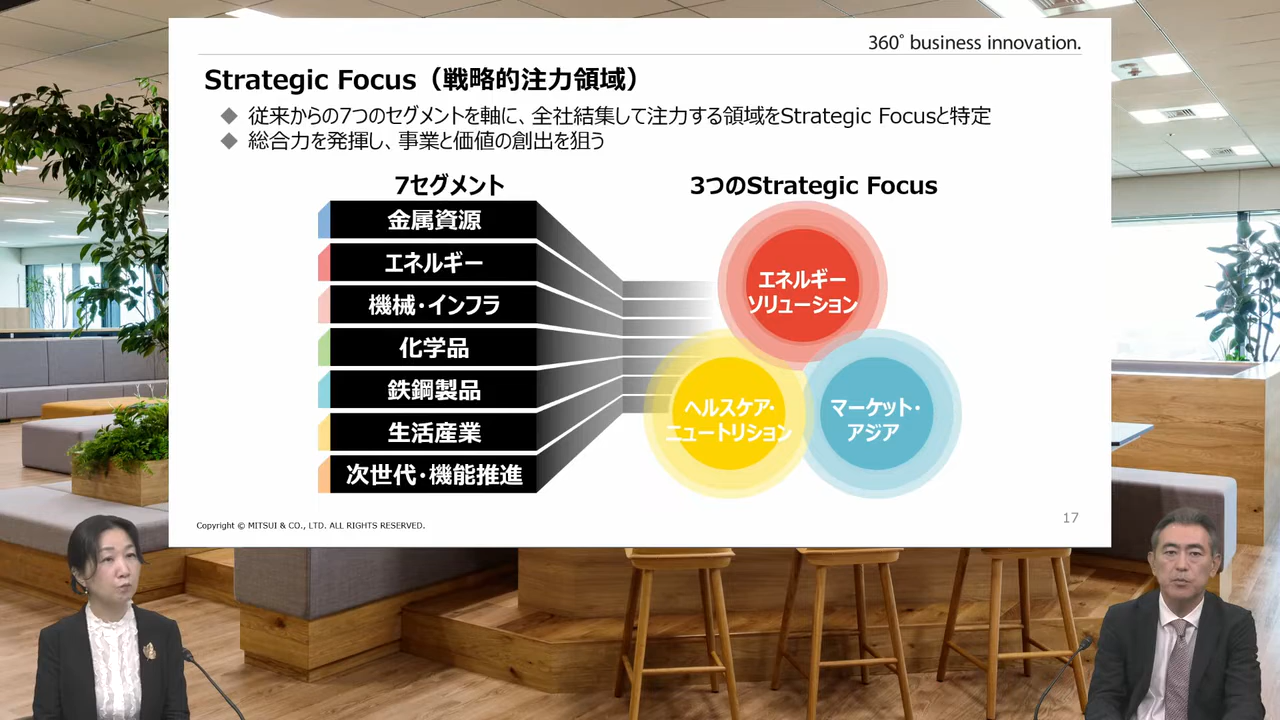 360° business innovation.
Strategic Focus（戦略的注力領域）
◆ 従来からの7つのセグメントを軸に、全社結集して注力する領域をStrategic Focusと特定
◆ 総合力を発揮し、事業と価値の創出を狙う
7セグメント
金属資源
エネルギー
機械・インフラ
化学品
鉄鋼製品
生活産業
次世代・機能推進
3つのStrategic Focus
エネルギー
ソリューション
ヘルスケア・
ニュートリション
マーケット・
アジア
Copyright © MITSUI & CO., LTD. ALL RIGHTS RESERVED.
17